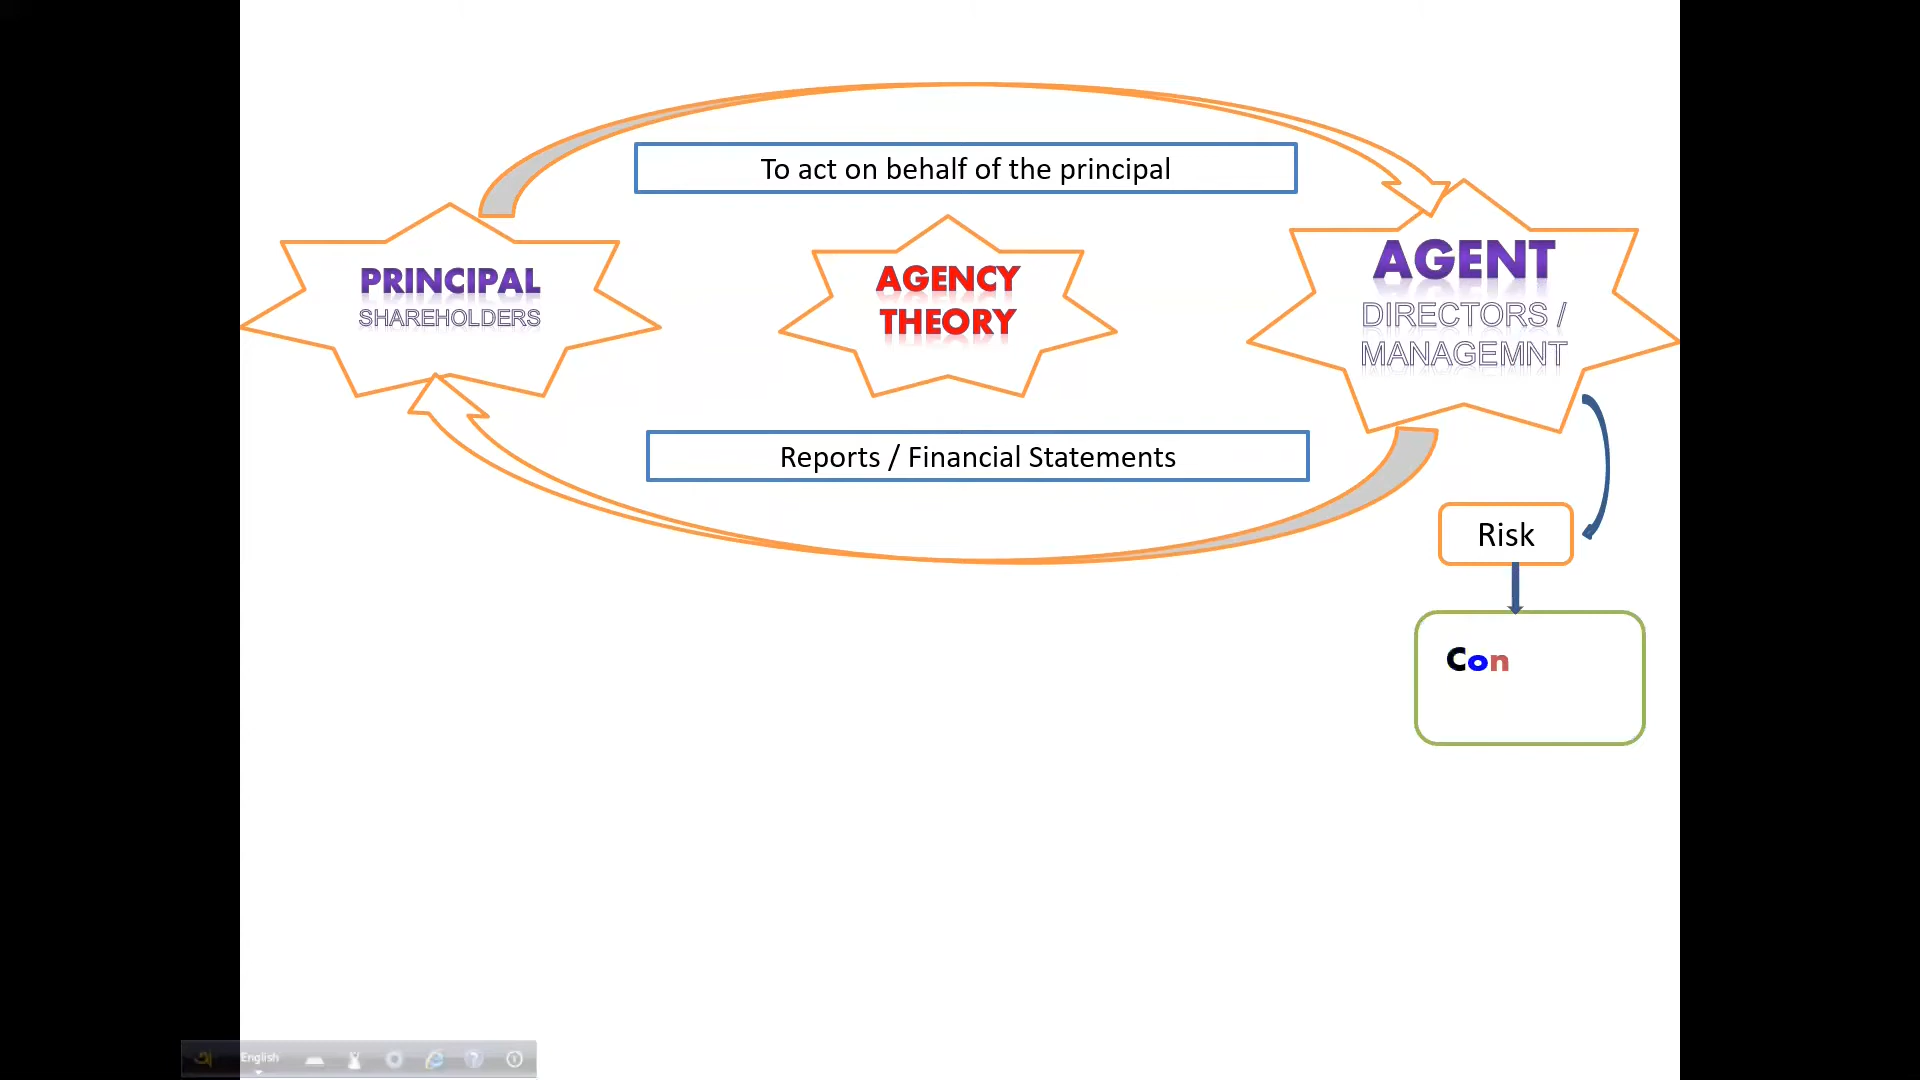 To act on behalf of the principal
PRINCIPAL
SHAREHOLDERS
AGENCY
THEORY
AGENT
DIRECTORS /
MANAGEMNT
Reports / Financial Statements
Risk
Con
English